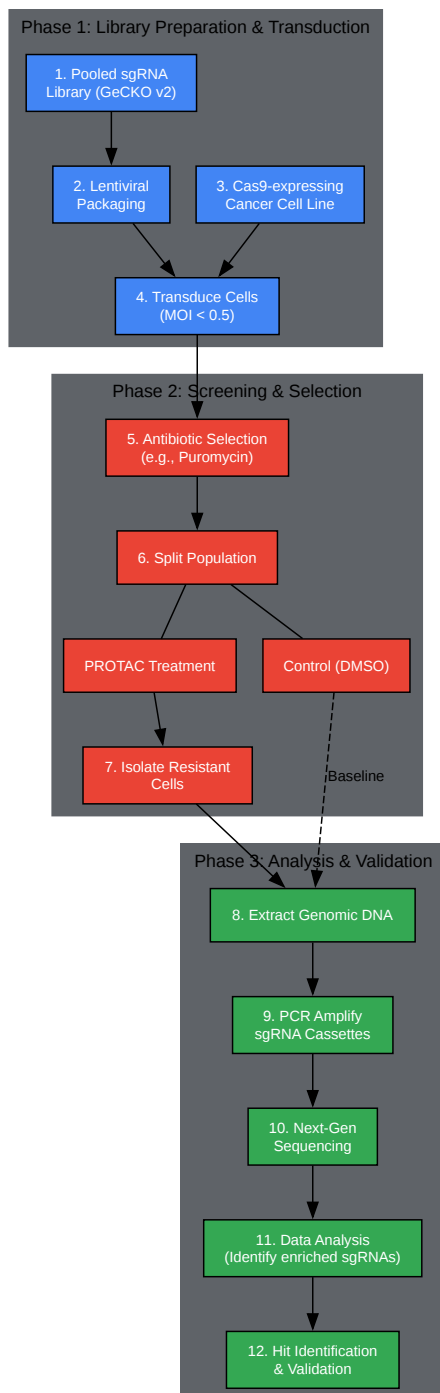 Phase 1: Library Preparation & Transduction
1. Pooled sgRNA
Library (GeCKO v2)
2. Lentiviral
Packaging
3. Cas9-expressing
Cancer Cell Line
4. Transduce Cells
(MOI < 0.5)
Phase 2: Screening & Selection
5. Antibiotic Selection
(e.g., Puromycin)
6. Split Population
PROTAC Treatment
Control (DMSO)
7. Isolate Resistant
Cells
Baseline
Phase 3: Analysis & Validation
8. Extract Genomic DNA
9. PCR Amplify
sgRNA Cassettes
10. Next-Gen
Sequencing
11. Data Analysis
(Identify enriched sgRNAs)
12. Hit Identification
& Validation